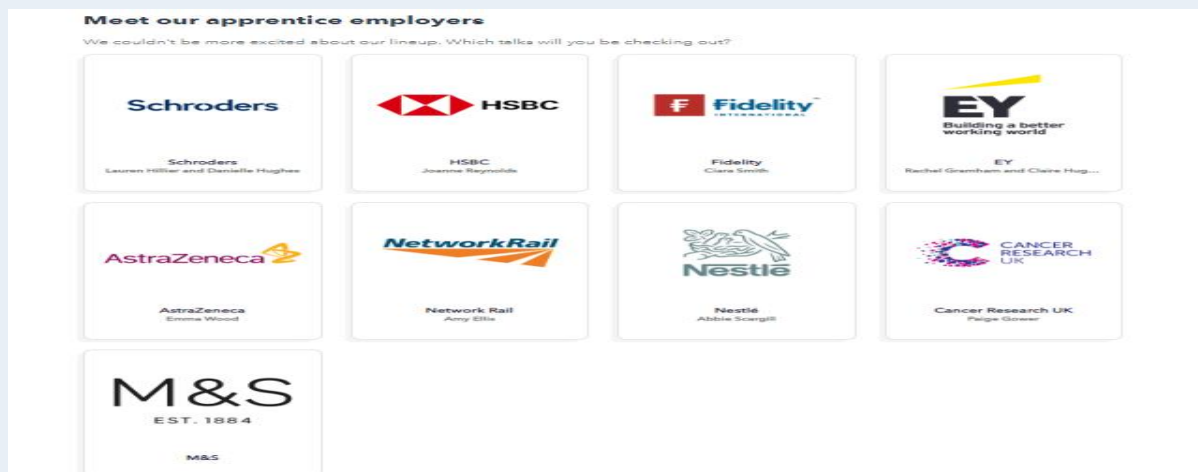 Meet our apprentice employers
We couldn't be more excited about our lineup. Which talks will you be checking out?
Schroders
HSBC
Fidelity
INTERNATIONAL
EY
Building a better
working world
Schroders
Lauren Hillier and Danielle Hughes
HSBC
Joanne Reynolds
Fidelity
Ciara Smith
EY
Rachel Gramham and Claire Hug...
AstraZeneca
NetworkRail
Nestlé
CANCER
RESEARCH
UK
AstraZeneca
Emma Wood
Network Rail
Amy Ellis
Nestlé
Abbie Scargill
Cancer Research UK
Paige Gower
M&S
EST. 1884
M&S